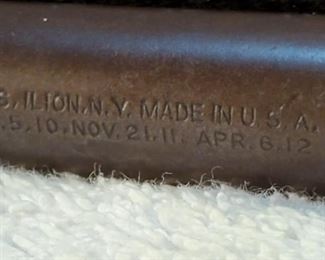 S. ILION. N.Y. MADE IN U.S.A.
.5.10. NOV. 21.11. APR. 6.12